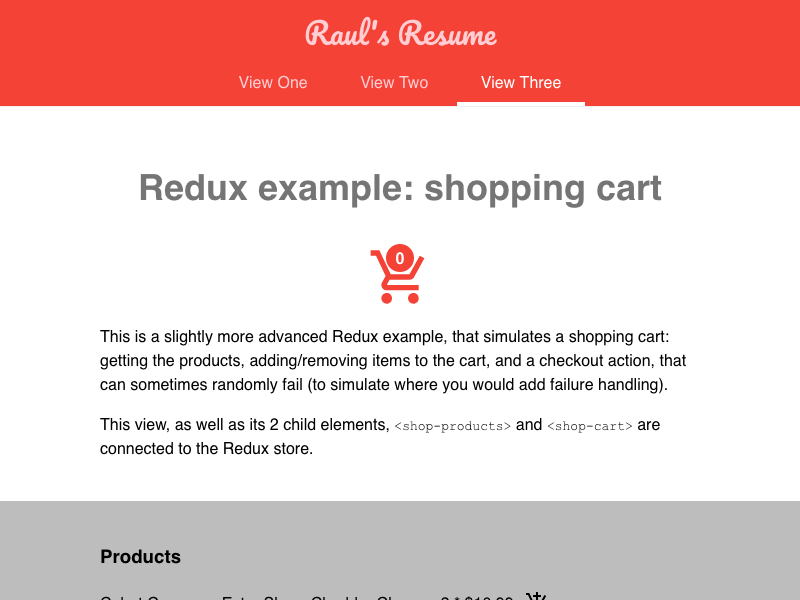 Raul's Resume
View One View Two View Three
Redux example: shopping cart
0
This is a slightly more advanced Redux example, that simulates a shopping cart:
getting the products, adding/removing items to the cart, and a checkout action, that
can sometimes randomly fail (to simulate where you would add failure handling).
This view, as well as its 2 child elements, <shop-products> and <shop-cart> are
connected to the Redux store.
Products